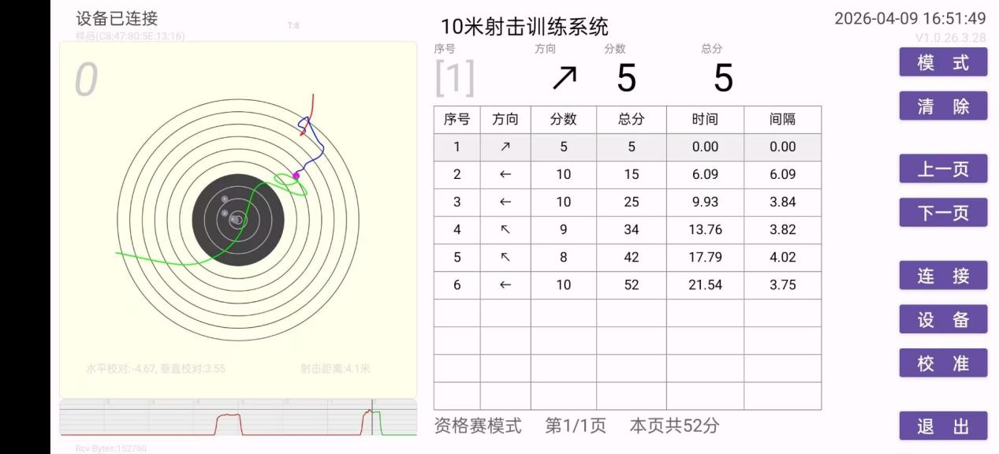 设备已连接
样品(C8:47:80:5E:13:16)
T:8
10米射击训练系统
2026-04-09 16:51:49
V1.0.26.3.28
0
序号 方向 分数 总分
[1] ↗ 5 5
序号 方向 分数 总分 时间 间隔
1 ↗ 5 5 0.00 0.00
2 ← 10 15 6.09 6.09
3 ← 10 25 9.93 3.84
4 ↖ 9 34 13.76 3.82
5 ↖ 8 42 17.79 4.02
6 ← 10 52 21.54 3.75
水平校对:-4.67, 垂直校对:3.55 射击距离:4.1米
资格赛模式 第1/1页 本页共52分
Rcv Bytes:152760
模 式
清 除
上一页
下一页
连 接
设 备
校 准
退 出